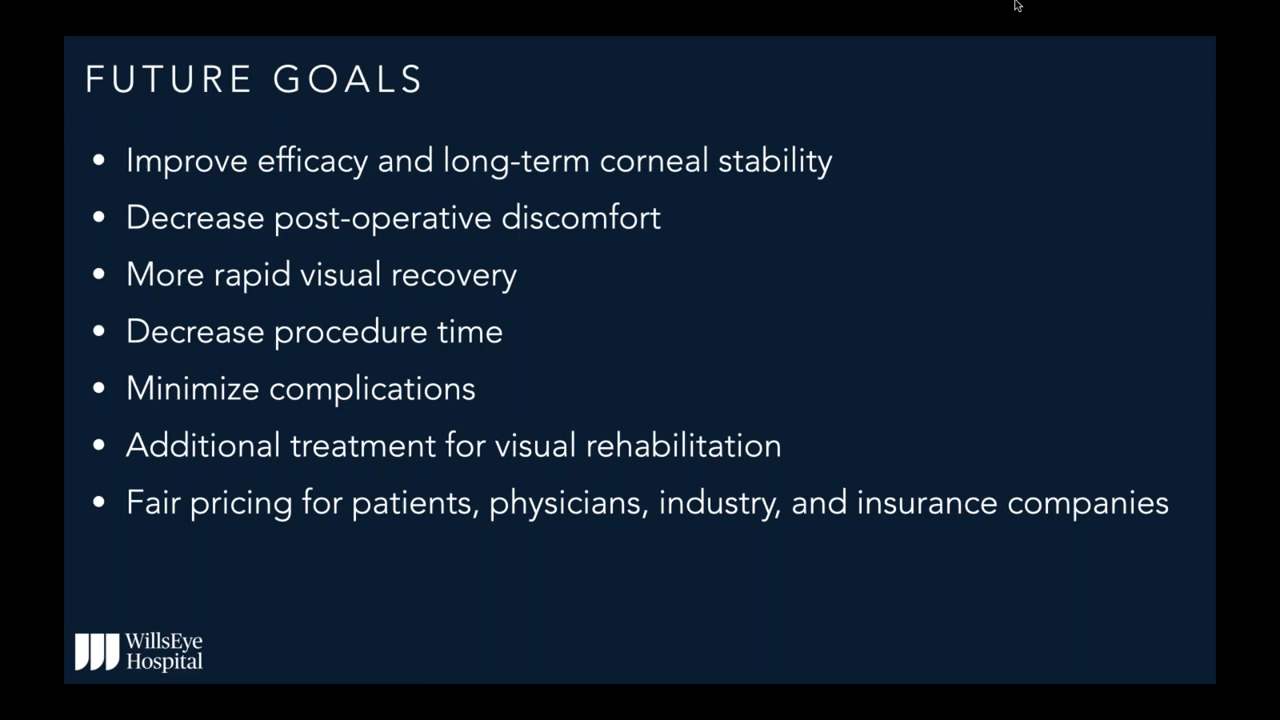 FUTURE GOALS
• Improve efficacy and long-term corneal stability
• Decrease post-operative discomfort
• More rapid visual recovery
• Decrease procedure time
• Minimize complications
• Additional treatment for visual rehabilitation
• Fair pricing for patients, physicians, industry, and insurance companies
WillsEye
Hospital